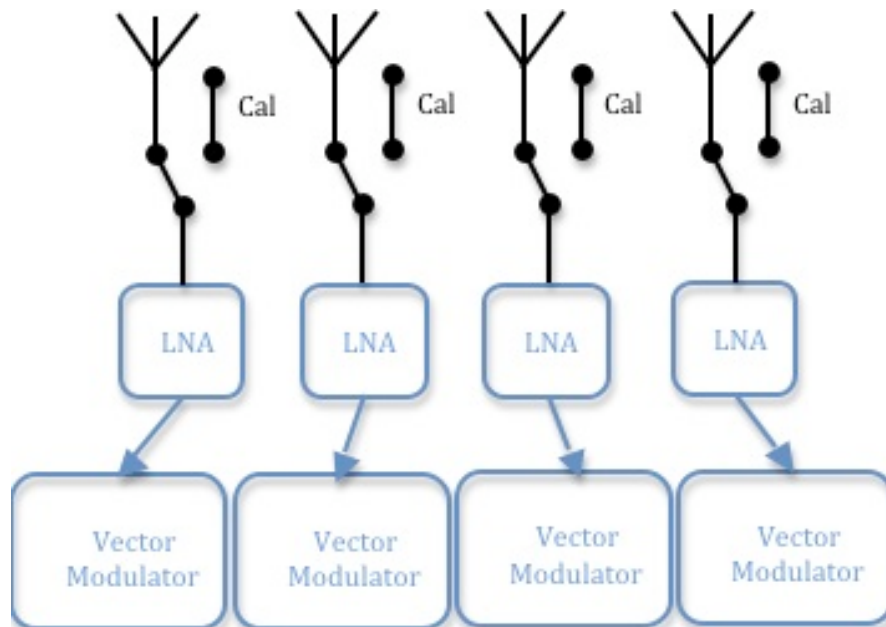 Cal
Cal
Cal
Cal
LNA
LNA
LNA
LNA
Vector
Modulator
Vector
Modulator
Vector
Modulator
Vector
Modulator